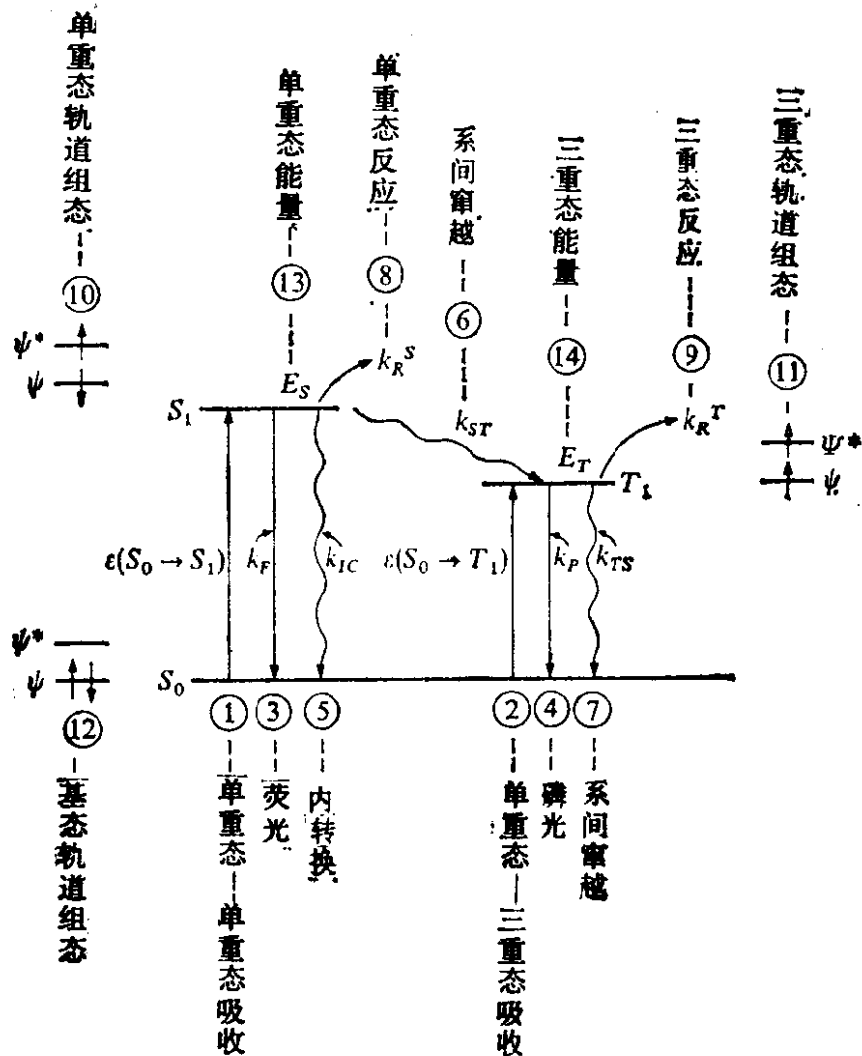 单重态轨道组态
⑩
ψ*
ψ
单重态能量
⑬
E_S
单重态反应
⑧
k_R^S
系间窜越
⑥
k_ST
三重态能量
⑭
E_T
三重态反应
⑨
k_R^T
三重态轨道组态
⑪
Ψ*
ψ
S₁
T₁
ε(S₀ → S₁)
k_F
k_IC
ε(S₀ → T₁)
k_P
k_TS
ψ*
ψ
S₀
⑫
基态轨道组态
①
单重态—单重态吸收
③
荧光
⑤
内转换
②
单重态—三重态吸收
④
磷光
⑦
系间窜越